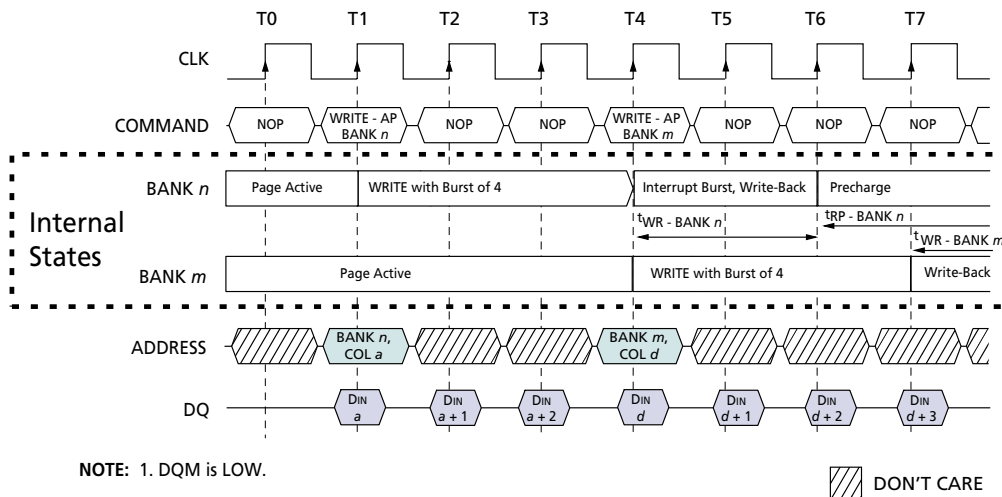 T0 T1 T2 T3 T4 T5 T6 T7
CLK
COMMAND NOP WRITE - AP BANK n NOP NOP WRITE - AP BANK m NOP NOP NOP
Internal States
BANK n Page Active WRITE with Burst of 4 Interrupt Burst, Write-Back Precharge
tWR - BANK n tRP - BANK n
tWR - BANK m
BANK m Page Active WRITE with Burst of 4 Write-Back
ADDRESS BANK n, COL a BANK m, COL d
DQ DIN a DIN a + 1 DIN a + 2 DIN d DIN d + 1 DIN d + 2 DIN d + 3
NOTE: 1. DQM is LOW.
DON'T CARE